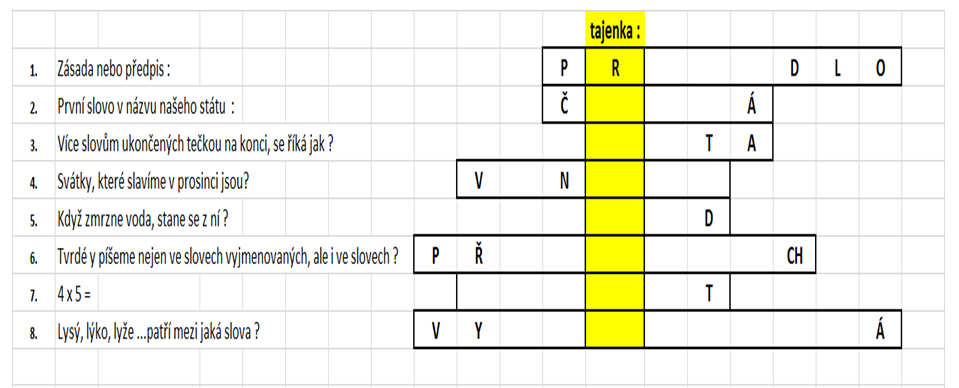 tajenka :
1. Zásada nebo předpis : P R D L O
2. První slovo v názvu našeho státu : Č Á
3. Více slovům ukončených tečkou na konci, se říká jak ? T A
4. Svátky, které slavíme v prosinci jsou? V N
5. Když zmrzne voda, stane se z ní ? D
6. Tvrdé y píšeme nejen ve slovech vyjmenovaných, ale i ve slovech ? P Ř CH
7. 4 x 5 = T
8. Lysý, lýko, lyže ...patří mezi jaká slova ? V Y Á